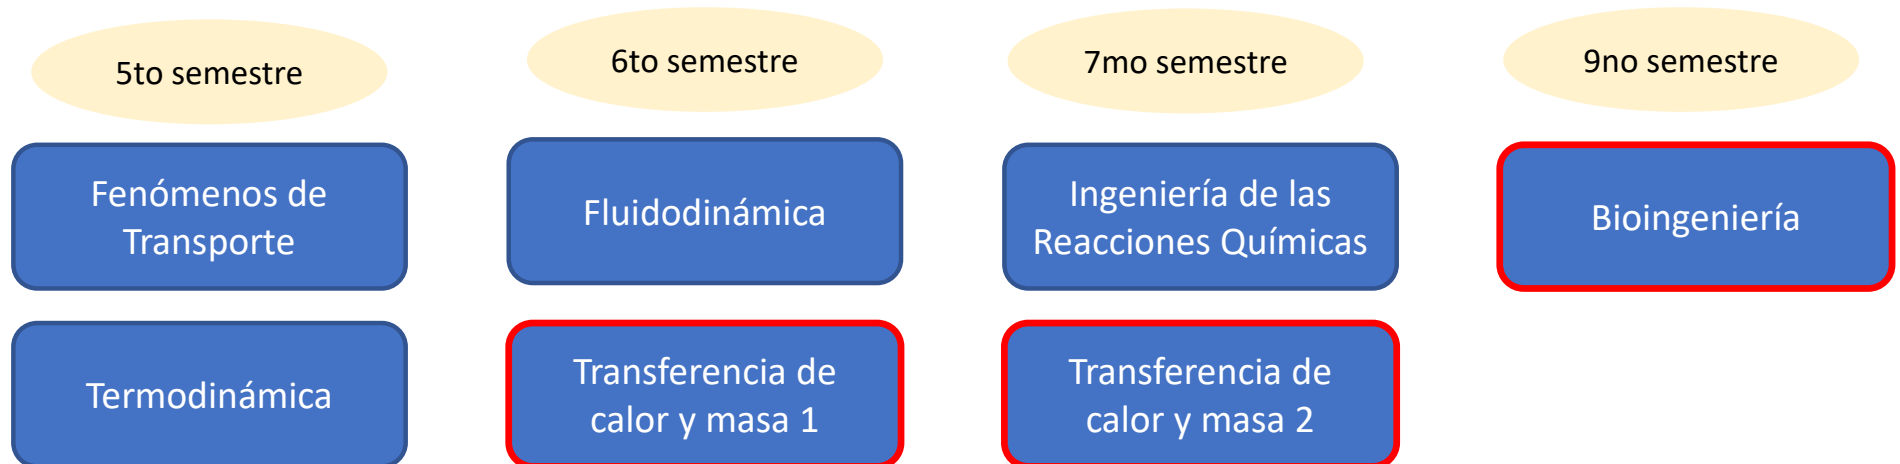 5to semestre
6to semestre
7mo semestre
9no semestre
Fenómenos de
Transporte
Fluidodinámica
Ingeniería de las
Reacciones Químicas
Bioingeniería
Termodinámica
Transferencia de
calor y masa 1
Transferencia de
calor y masa 2